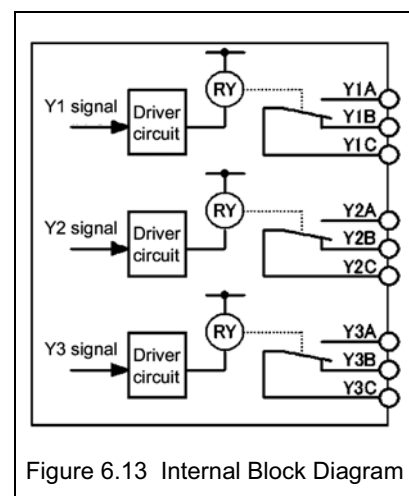 RY
Y1 signal
Driver
circuit
Y1A
Y1B
Y1C
RY
Y2 signal
Driver
circuit
Y2A
Y2B
Y2C
RY
Y3 signal
Driver
circuit
Y3A
Y3B
Y3C
Figure 6.13 Internal Block Diagram